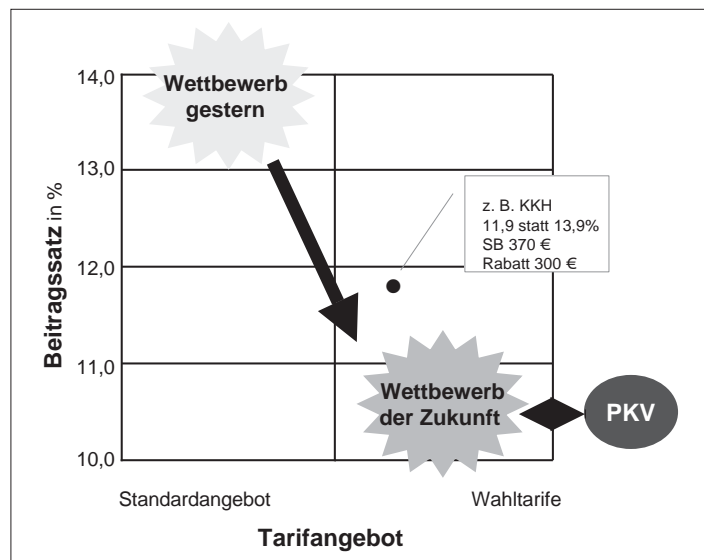 14,0
Wettbewerb
gestern
13,0
z. B. KKH
11,9 statt 13,9%
SB 370 €
Rabatt 300 €
12,0
Beitragssatz in %
11,0
Wettbewerb
der Zukunft
PKV
10,0
Standardangebot
Wahltarife
Tarifangebot